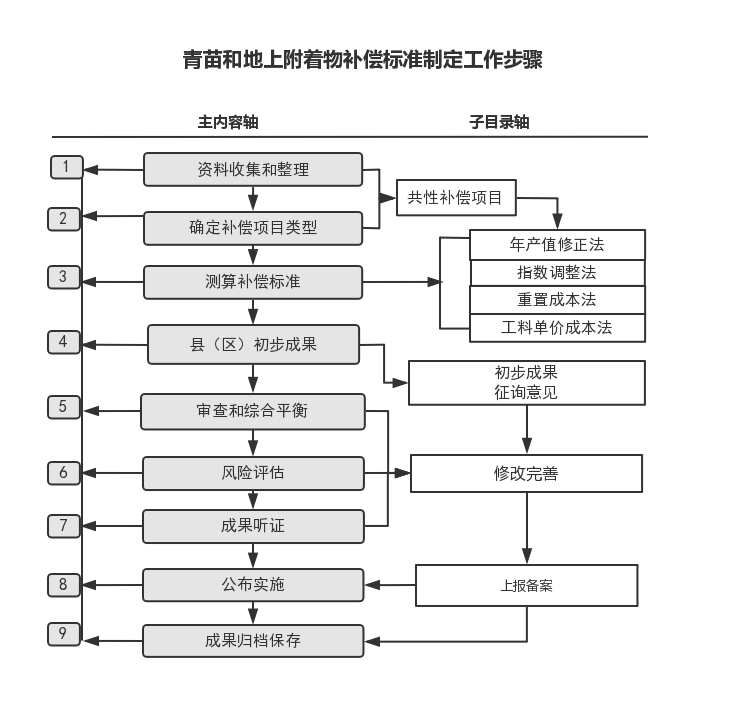 青苗和地上附着物补偿标准制定工作步骤
主内容轴
子目录轴
1
资料收集和整理
共性补偿项目
2
确定补偿项目类型
年产值修正法
3
测算补偿标准
指数调整法
重置成本法
工料单价成本法
4
县（区）初步成果
初步成果
征询意见
5
审查和综合平衡
6
风险评估
修改完善
7
成果听证
8
公布实施
上报备案
9
成果归档保存